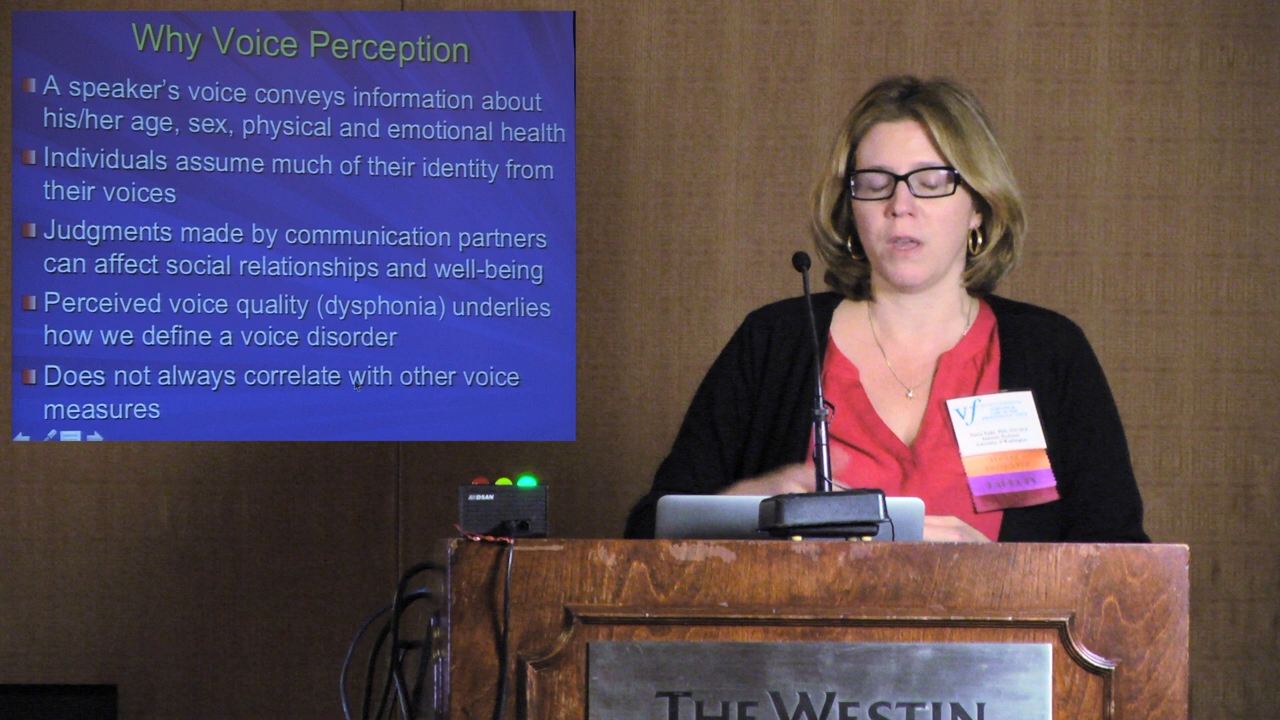 Why Voice Perception
A speaker's voice conveys information about
his/her age, sex, physical and emotional health
Individuals assume much of their identity from
their voices
Judgments made by communication partners
can affect social relationships and well-being
Perceived voice quality (dysphonia) underlies
how we define a voice disorder
Does not always correlate with other voice
measures
DSAN
vf
FACULTY
THE WESTIN